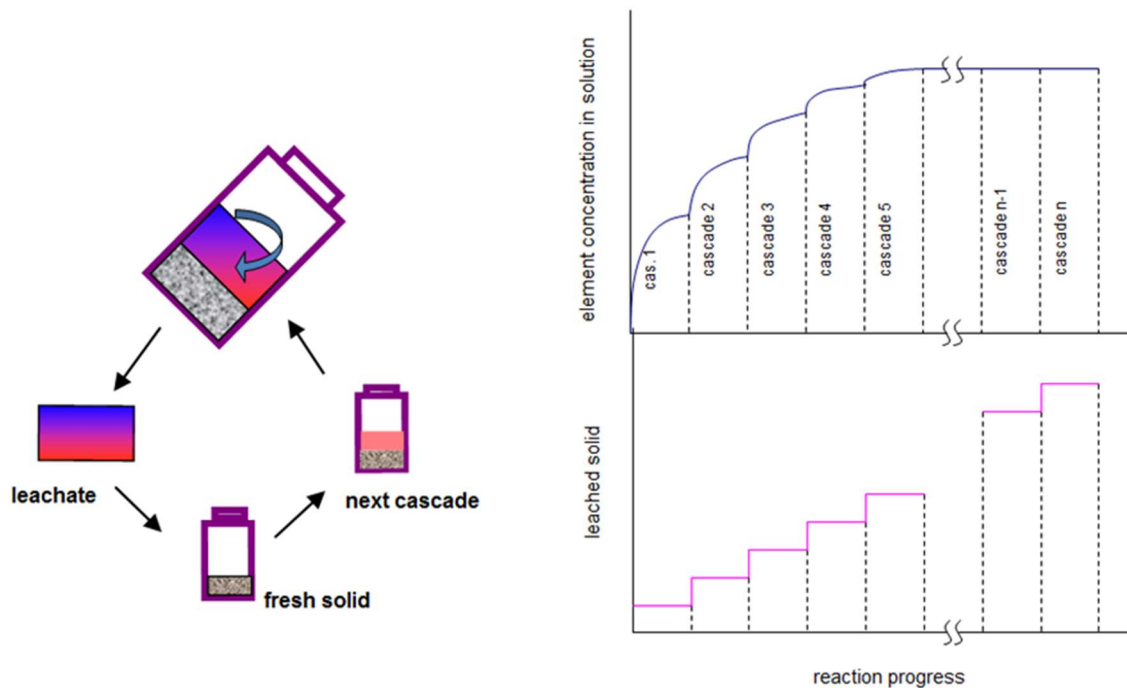 leachate
fresh solid
next cascade
element concentration in solution
cas. 1
cascade 2
cascade 3
cascade 4
cascade 5
cascade n-1
cascade n
leached solid
reaction progress